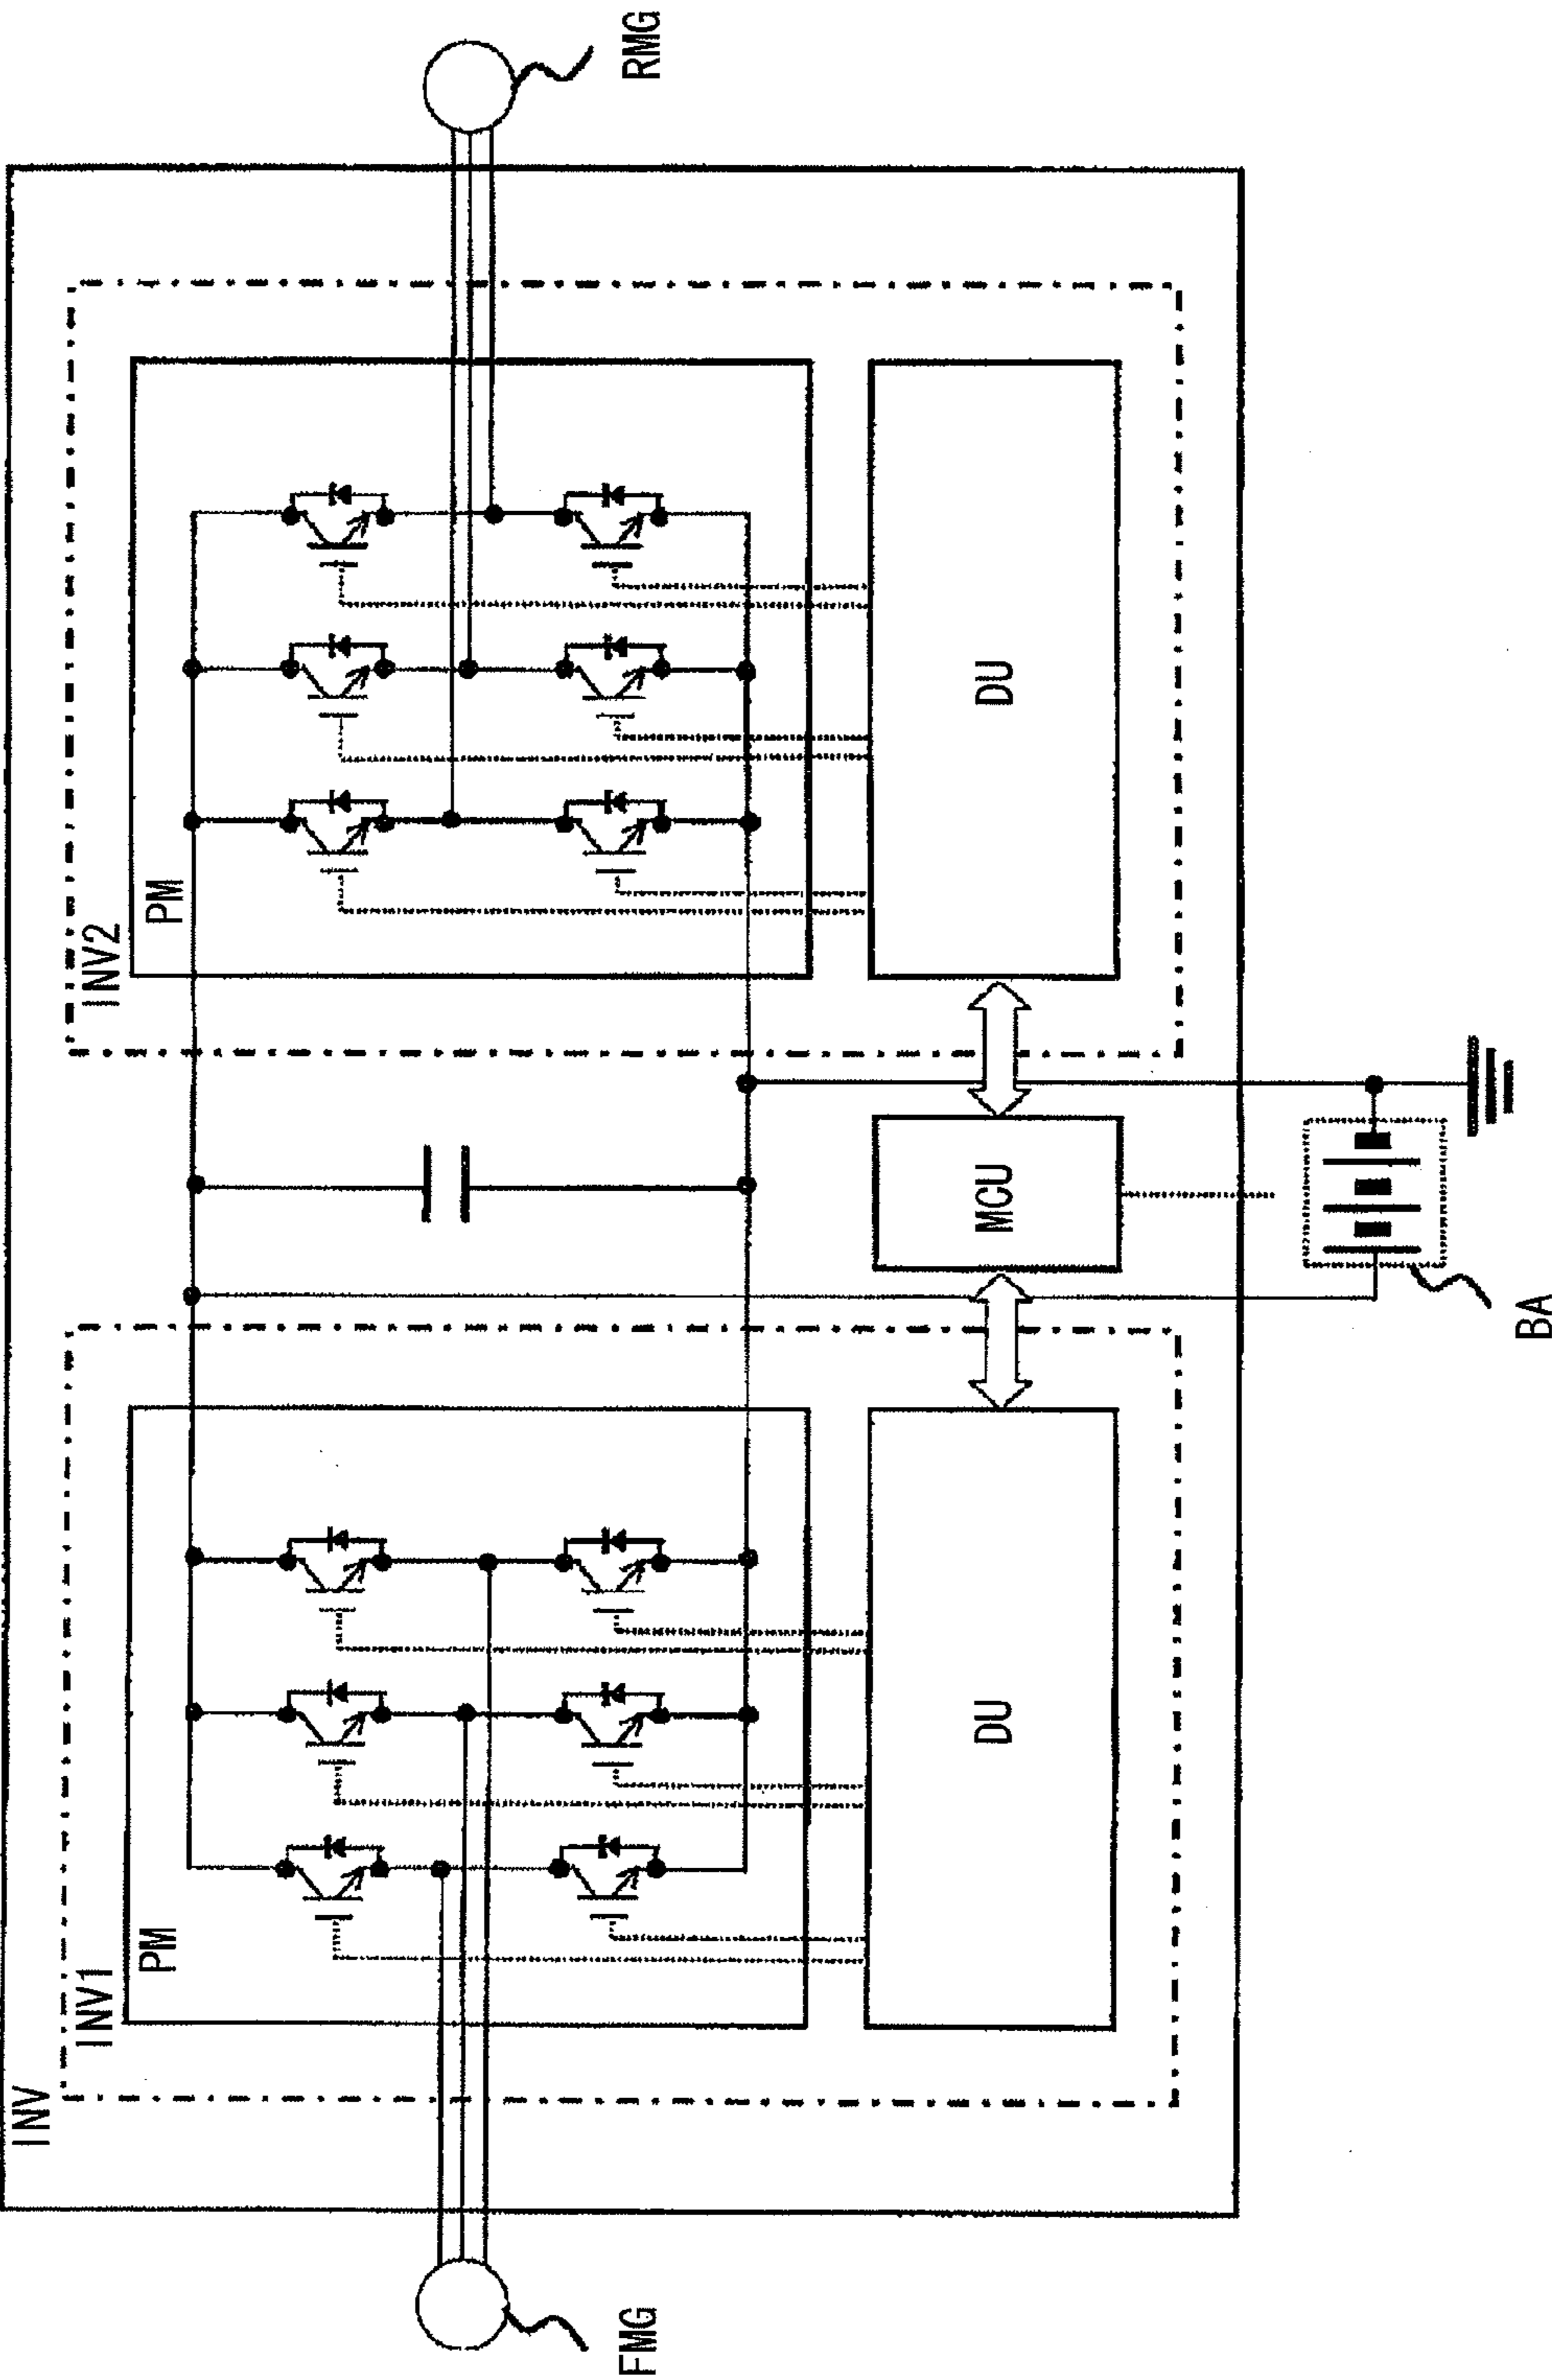 INV
INV1
PM
INV2
PM
FMG
RMG
DU
MCU
DU
BA